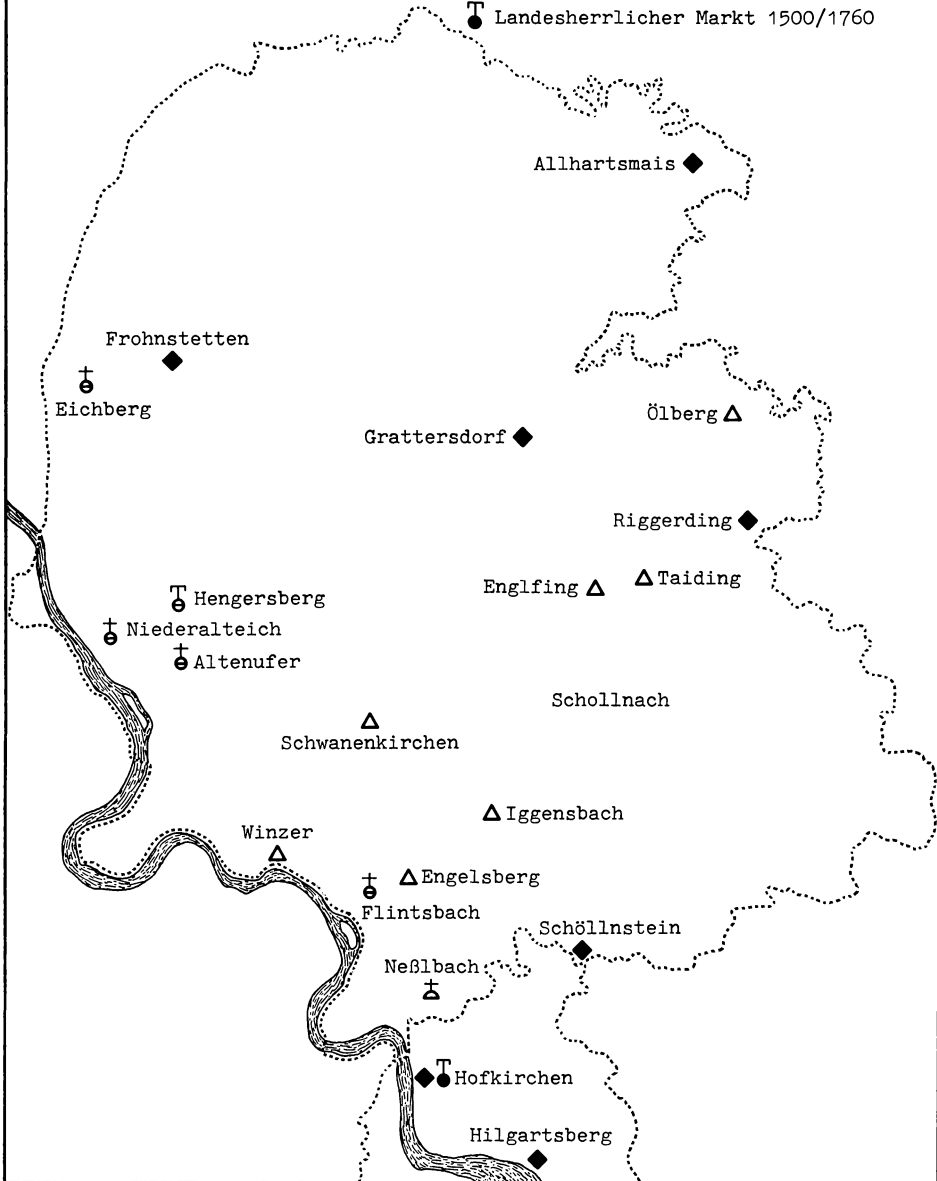 Landesherrlicher Markt 1500/1760
Allhartsmais
Frohnstetten
Eichberg
Ölberg
Grattersdorf
Riggerding
Englfing
Taiding
Hengersberg
Niederalteich
Altenufer
Schollnach
Schwanenkirchen
Iggensbach
Winzer
Engelsberg
Flintsbach
Schöllnstein
Neßlbach
Hofkirchen
Hilgartsberg